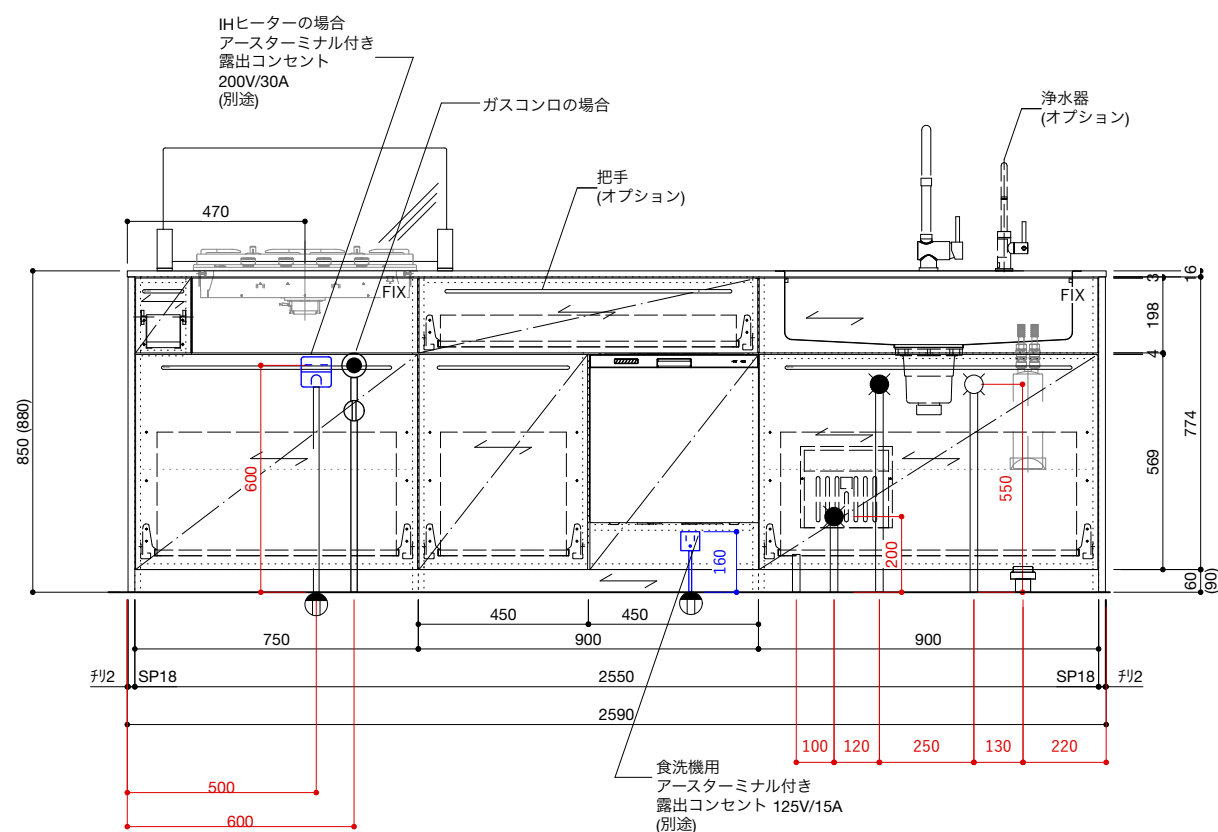 IHヒーターの場合
アースターミナル付き
露出コンセント
200V/30A
(別途)
ガスコンロの場合
浄水器
(オプション)
把手
(オプション)
470
FIX
FIX
16
3
198
4
850 (880)
774
569
600
550
200
160
60
(90)
450
450
750
900
900
チリ2
SP18
2550
SP18
チリ2
2590
100
120
250
130
220
500
600
食洗機用
アースターミナル付き
露出コンセント 125V/15A
(別途)